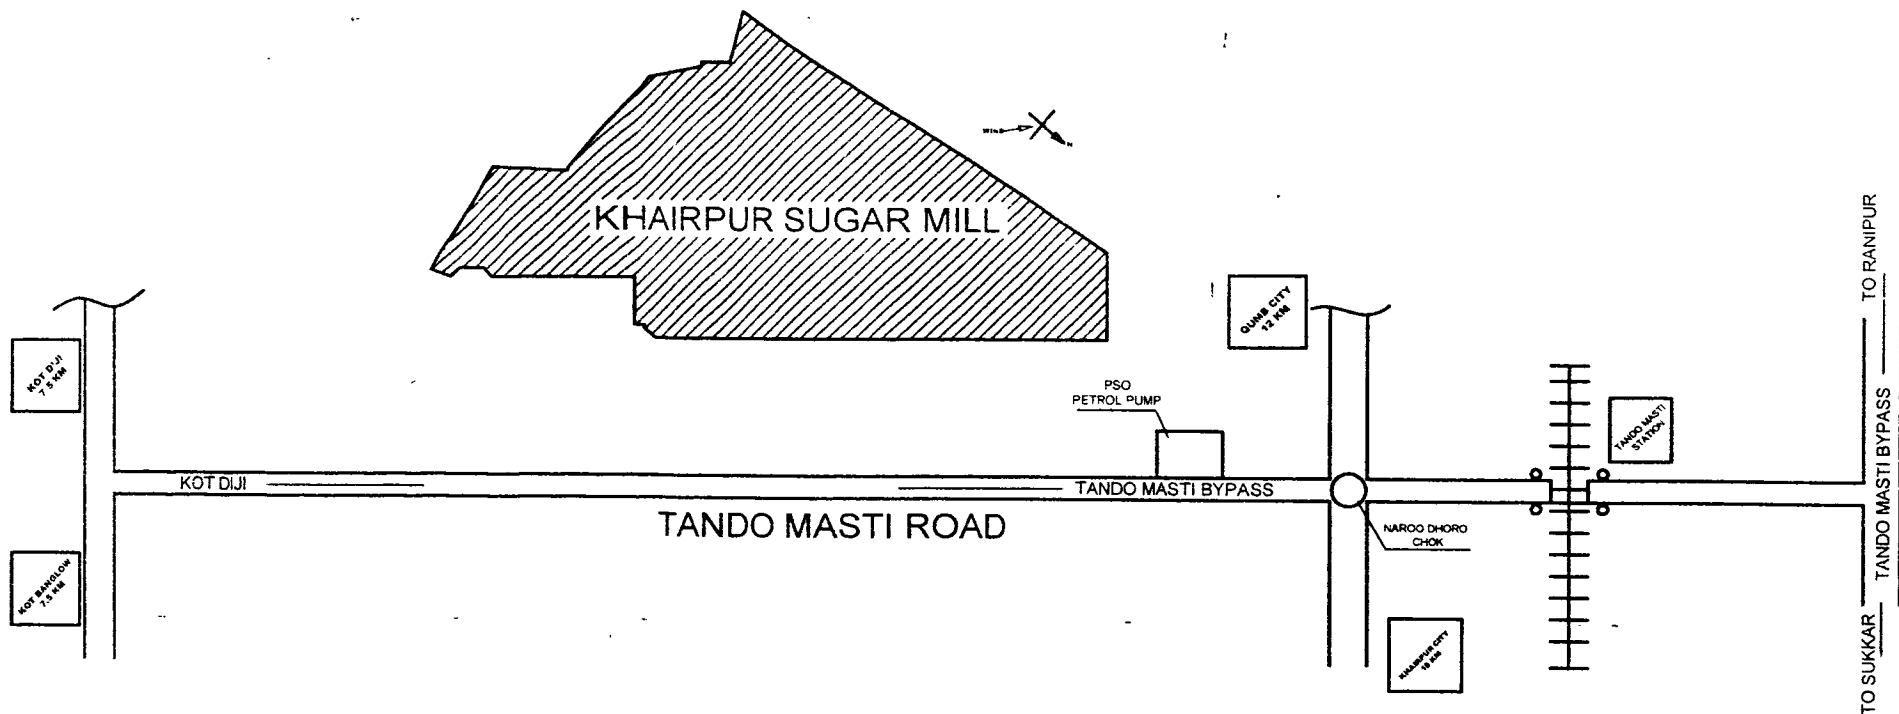 WIND
N
KHAIRPUR SUGAR MILL
TO RANIPUR
QUMB CITY
12 KM
KOT DIJI
7.5 KM
PSO
PETROL PUMP
TANDO MASTI
STATION
TANDO MASTI BYPASS
KOT DIJI
TANDO MASTI BYPASS
TANDO MASTI ROAD
NAROO DHORO
CHOK
KOT BANGLOW
7.5 KM
KHAIRPUR CITY
TO SUKKAR